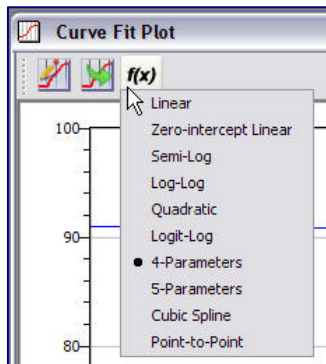 Curve Fit Plot
f(x)
Linear
Zero-intercept Linear
Semi-Log
Log-Log
Quadratic
Logit-Log
4-Parameters
5-Parameters
Cubic Spline
Point-to-Point
100
90
80